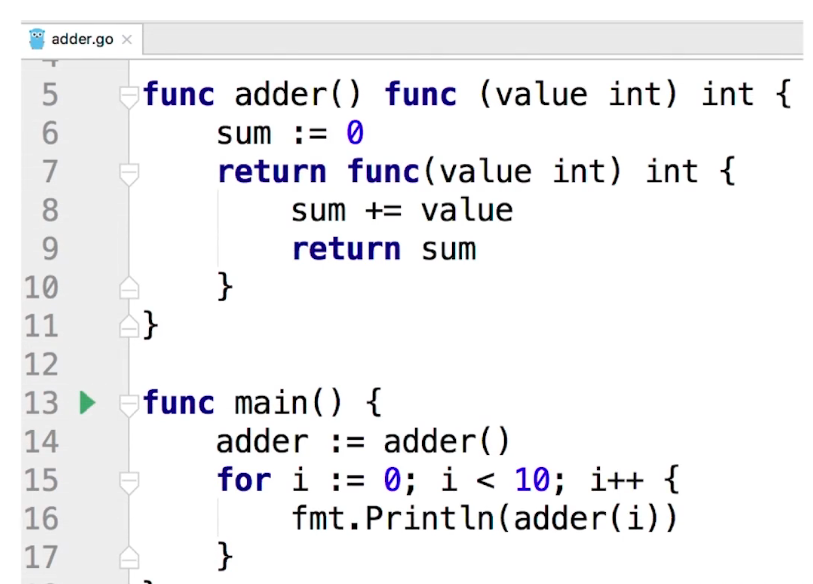 adder.go ×
5 func adder() func (value int) int {
6     sum := 0
7     return func(value int) int {
8         sum += value
9         return sum
10     }
11 }
12
13 func main() {
14     adder := adder()
15     for i := 0; i < 10; i++ {
16         fmt.Println(adder(i))
17     }